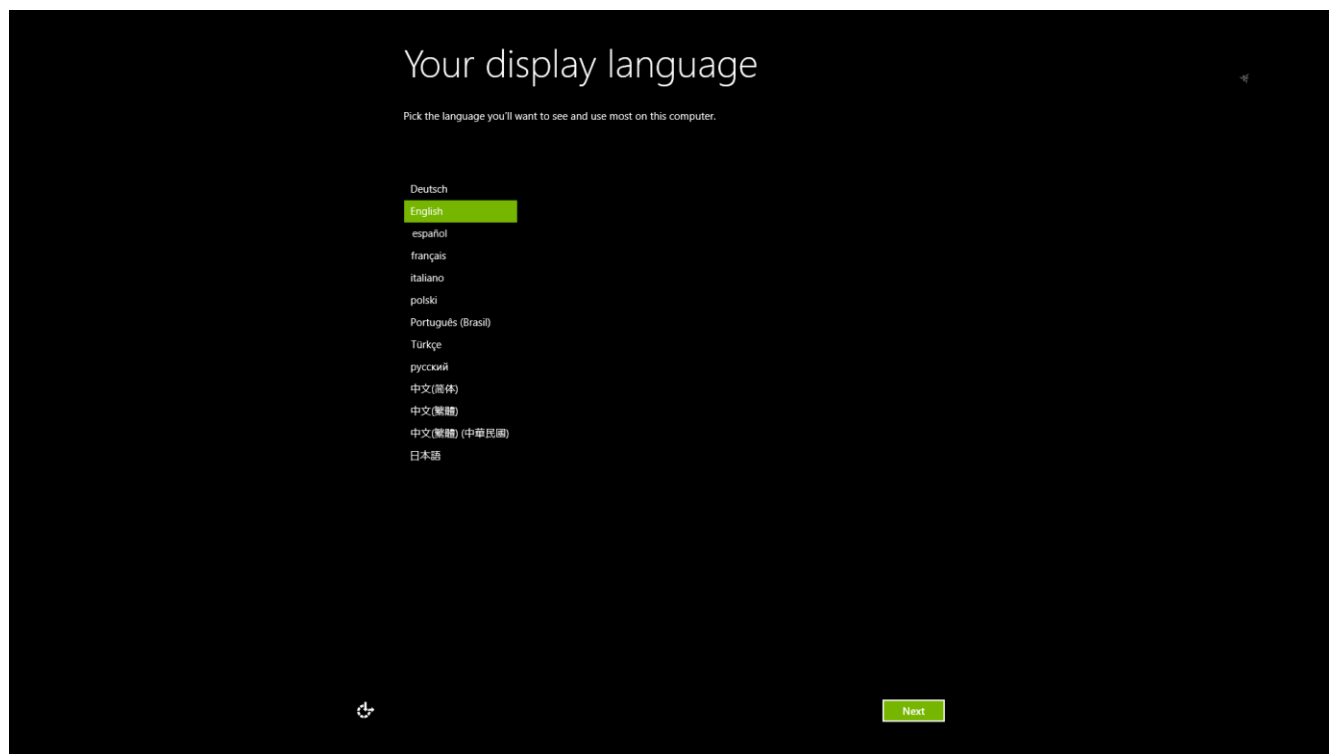 Your display language
Pick the language you'll want to see and use most on this computer.
Deutsch
English
español
français
italiano
polski
Português (Brasil)
Türkçe
русский
中文(简体)
中文(繁體)
中文(繁體) (中華民國)
日本語
Next